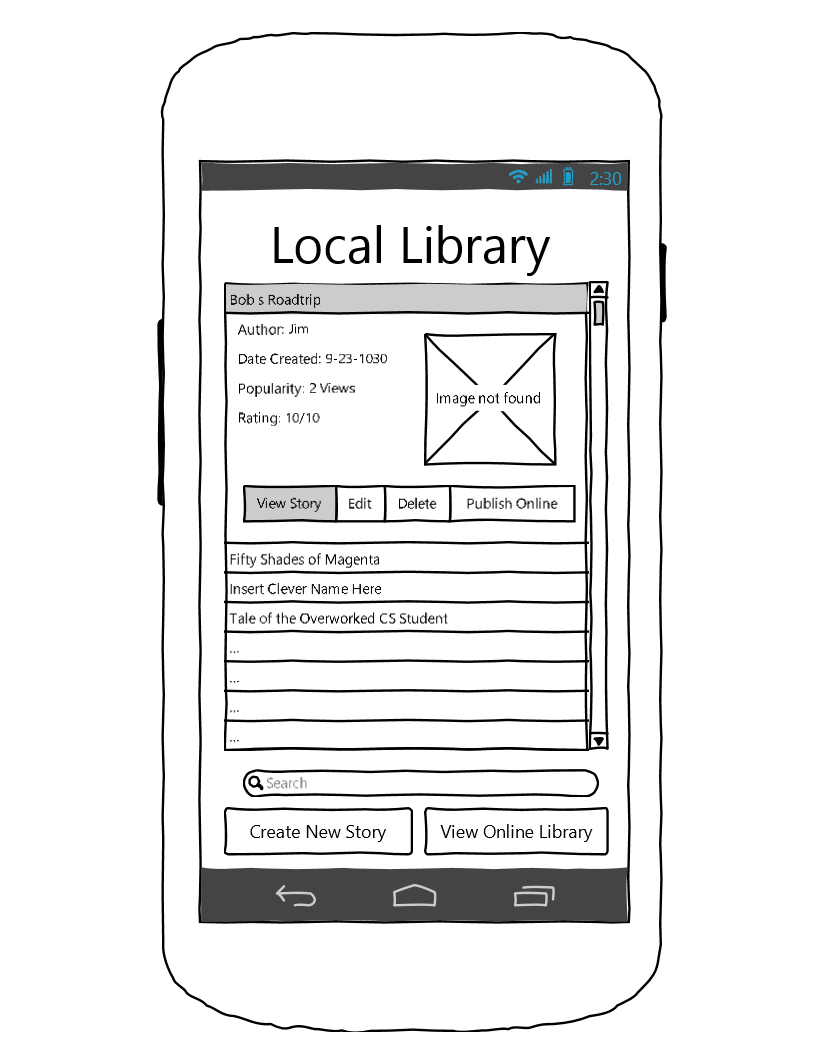 2:30
Local Library
Bob s Roadtrip
Author: Jim
Date Created: 9-23-1030
Popularity: 2 Views
Rating: 10/10
Image not found
View Story Edit Delete Publish Online
Fifty Shades of Magenta
Insert Clever Name Here
Tale of the Overworked CS Student
...
...
...
...
Search
Create New Story View Online Library